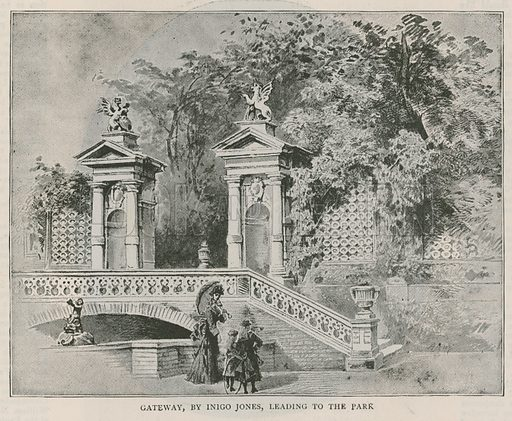 GATEWAY, BY INIGO JONES, LEADING TO THE PARK